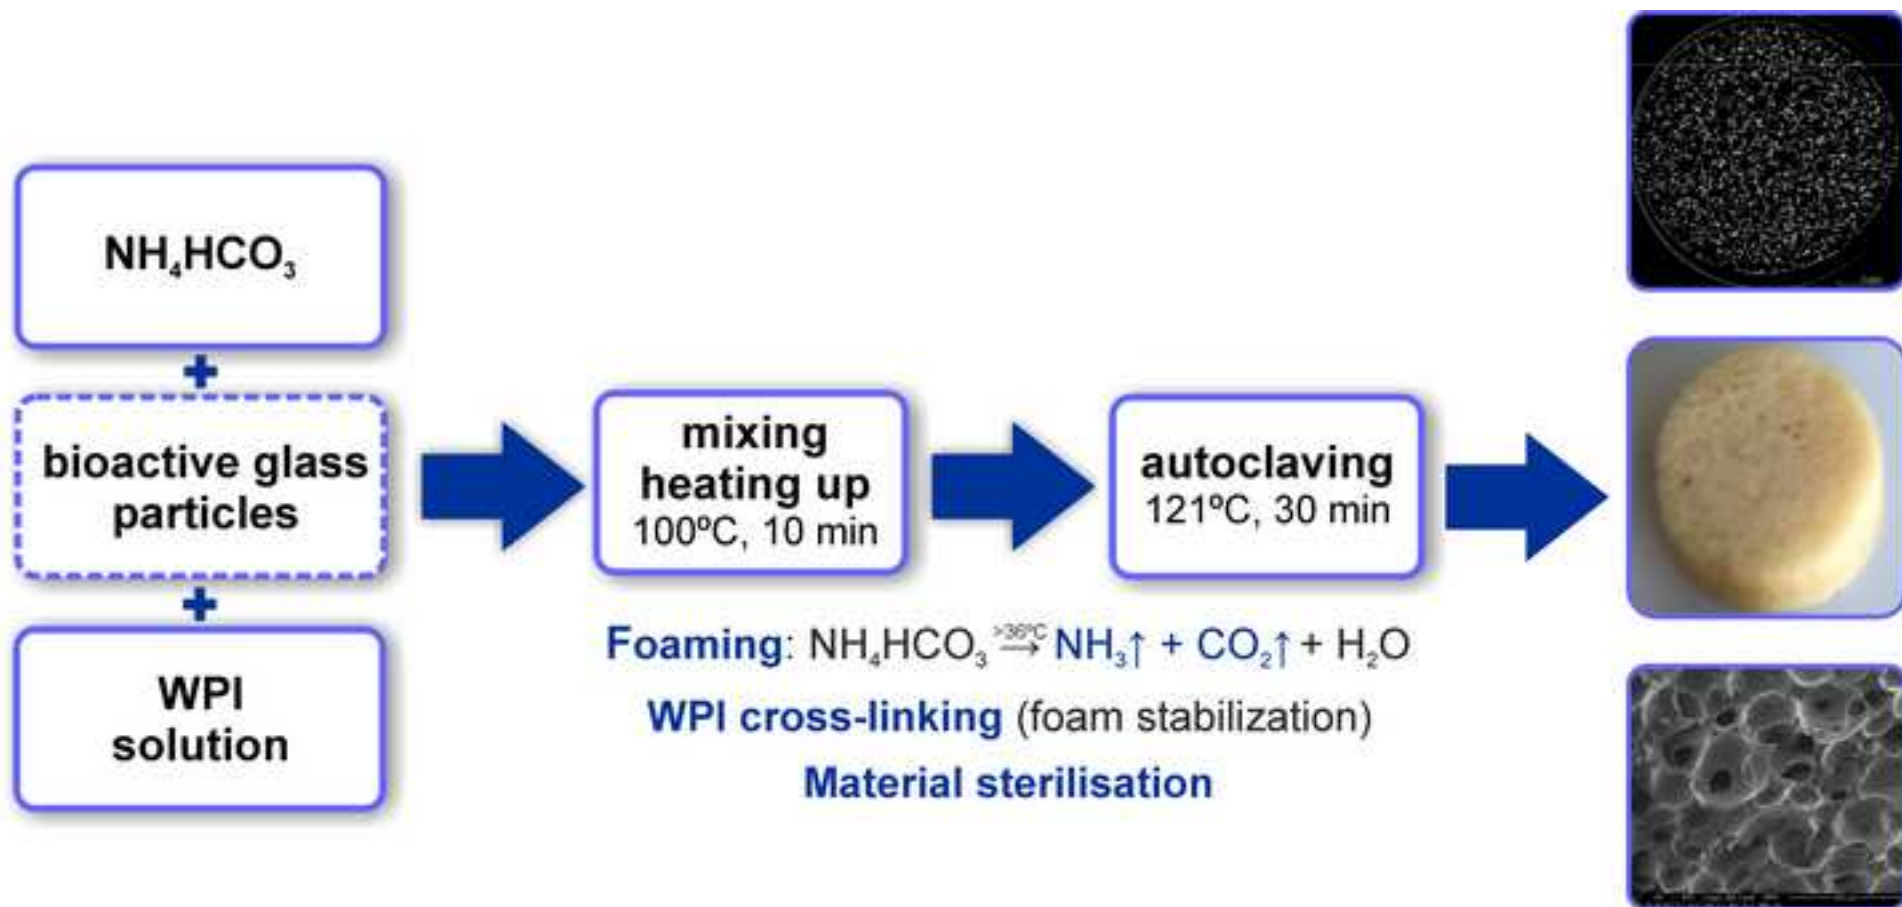 NH₄HCO₃
+
bioactive glass
particles
+
WPI
solution
mixing
heating up
100ºC, 10 min
autoclaving
121ºC, 30 min
Foaming: NH₄HCO₃ >36ºC → NH₃↑ + CO₂↑ + H₂O
WPI cross-linking (foam stabilization)
Material sterilisation